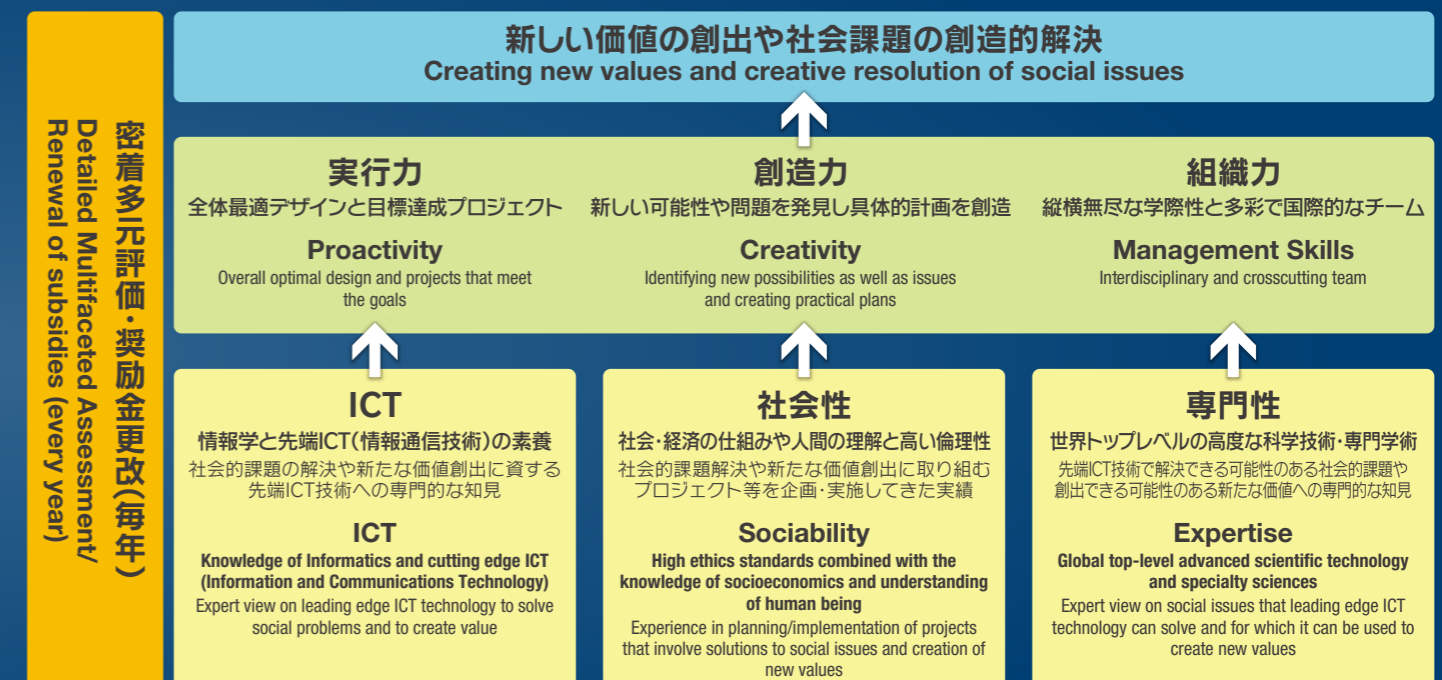 密着多元評価・奨励金更改（毎年）
Detailed Multifaceted Assessment/
Renewal of subsidies (every year)
新しい価値の創出や社会課題の創造的解決
Creating new values and creative resolution of social issues
実行力
全体最適デザインと目標達成プロジェクト
Proactivity
Overall optimal design and projects that meet
the goals
創造力
新しい可能性や問題を発見し具体的計画を創造
Creativity
Identifying new possibilities as well as issues
and creating practical plans
組織力
縦横無尽な学際性と多彩で国際的なチーム
Management Skills
Interdisciplinary and crosscutting team
ICT
情報学と先端ICT（情報通信技術）の素養
社会的課題の解決や新たな価値創出に資する
先端ICT技術への専門的な知見
ICT
Knowledge of Informatics and cutting edge ICT
(Information and Communications Technology)
Expert view on leading edge ICT technology to solve
social problems and to create value
社会性
社会・経済の仕組みや人間の理解と高い倫理性
社会的課題解決や新たな価値創出に取り組む
プロジェクト等を企画・実施してきた実績
Sociability
High ethics standards combined with the
knowledge of socioeconomics and understanding
of human being
Experience in planning/implementation of projects
that involve solutions to social issues and creation of
new values
専門性
世界トップレベルの高度な科学技術・専門学術
先端ICT技術で解決できる可能性のある社会的課題や
創出できる可能性のある新たな価値への専門的な知見
Expertise
Global top-level advanced scientific technology
and specialty sciences
Expert view on social issues that leading edge ICT
technology can solve and for which it can be used to
create new values